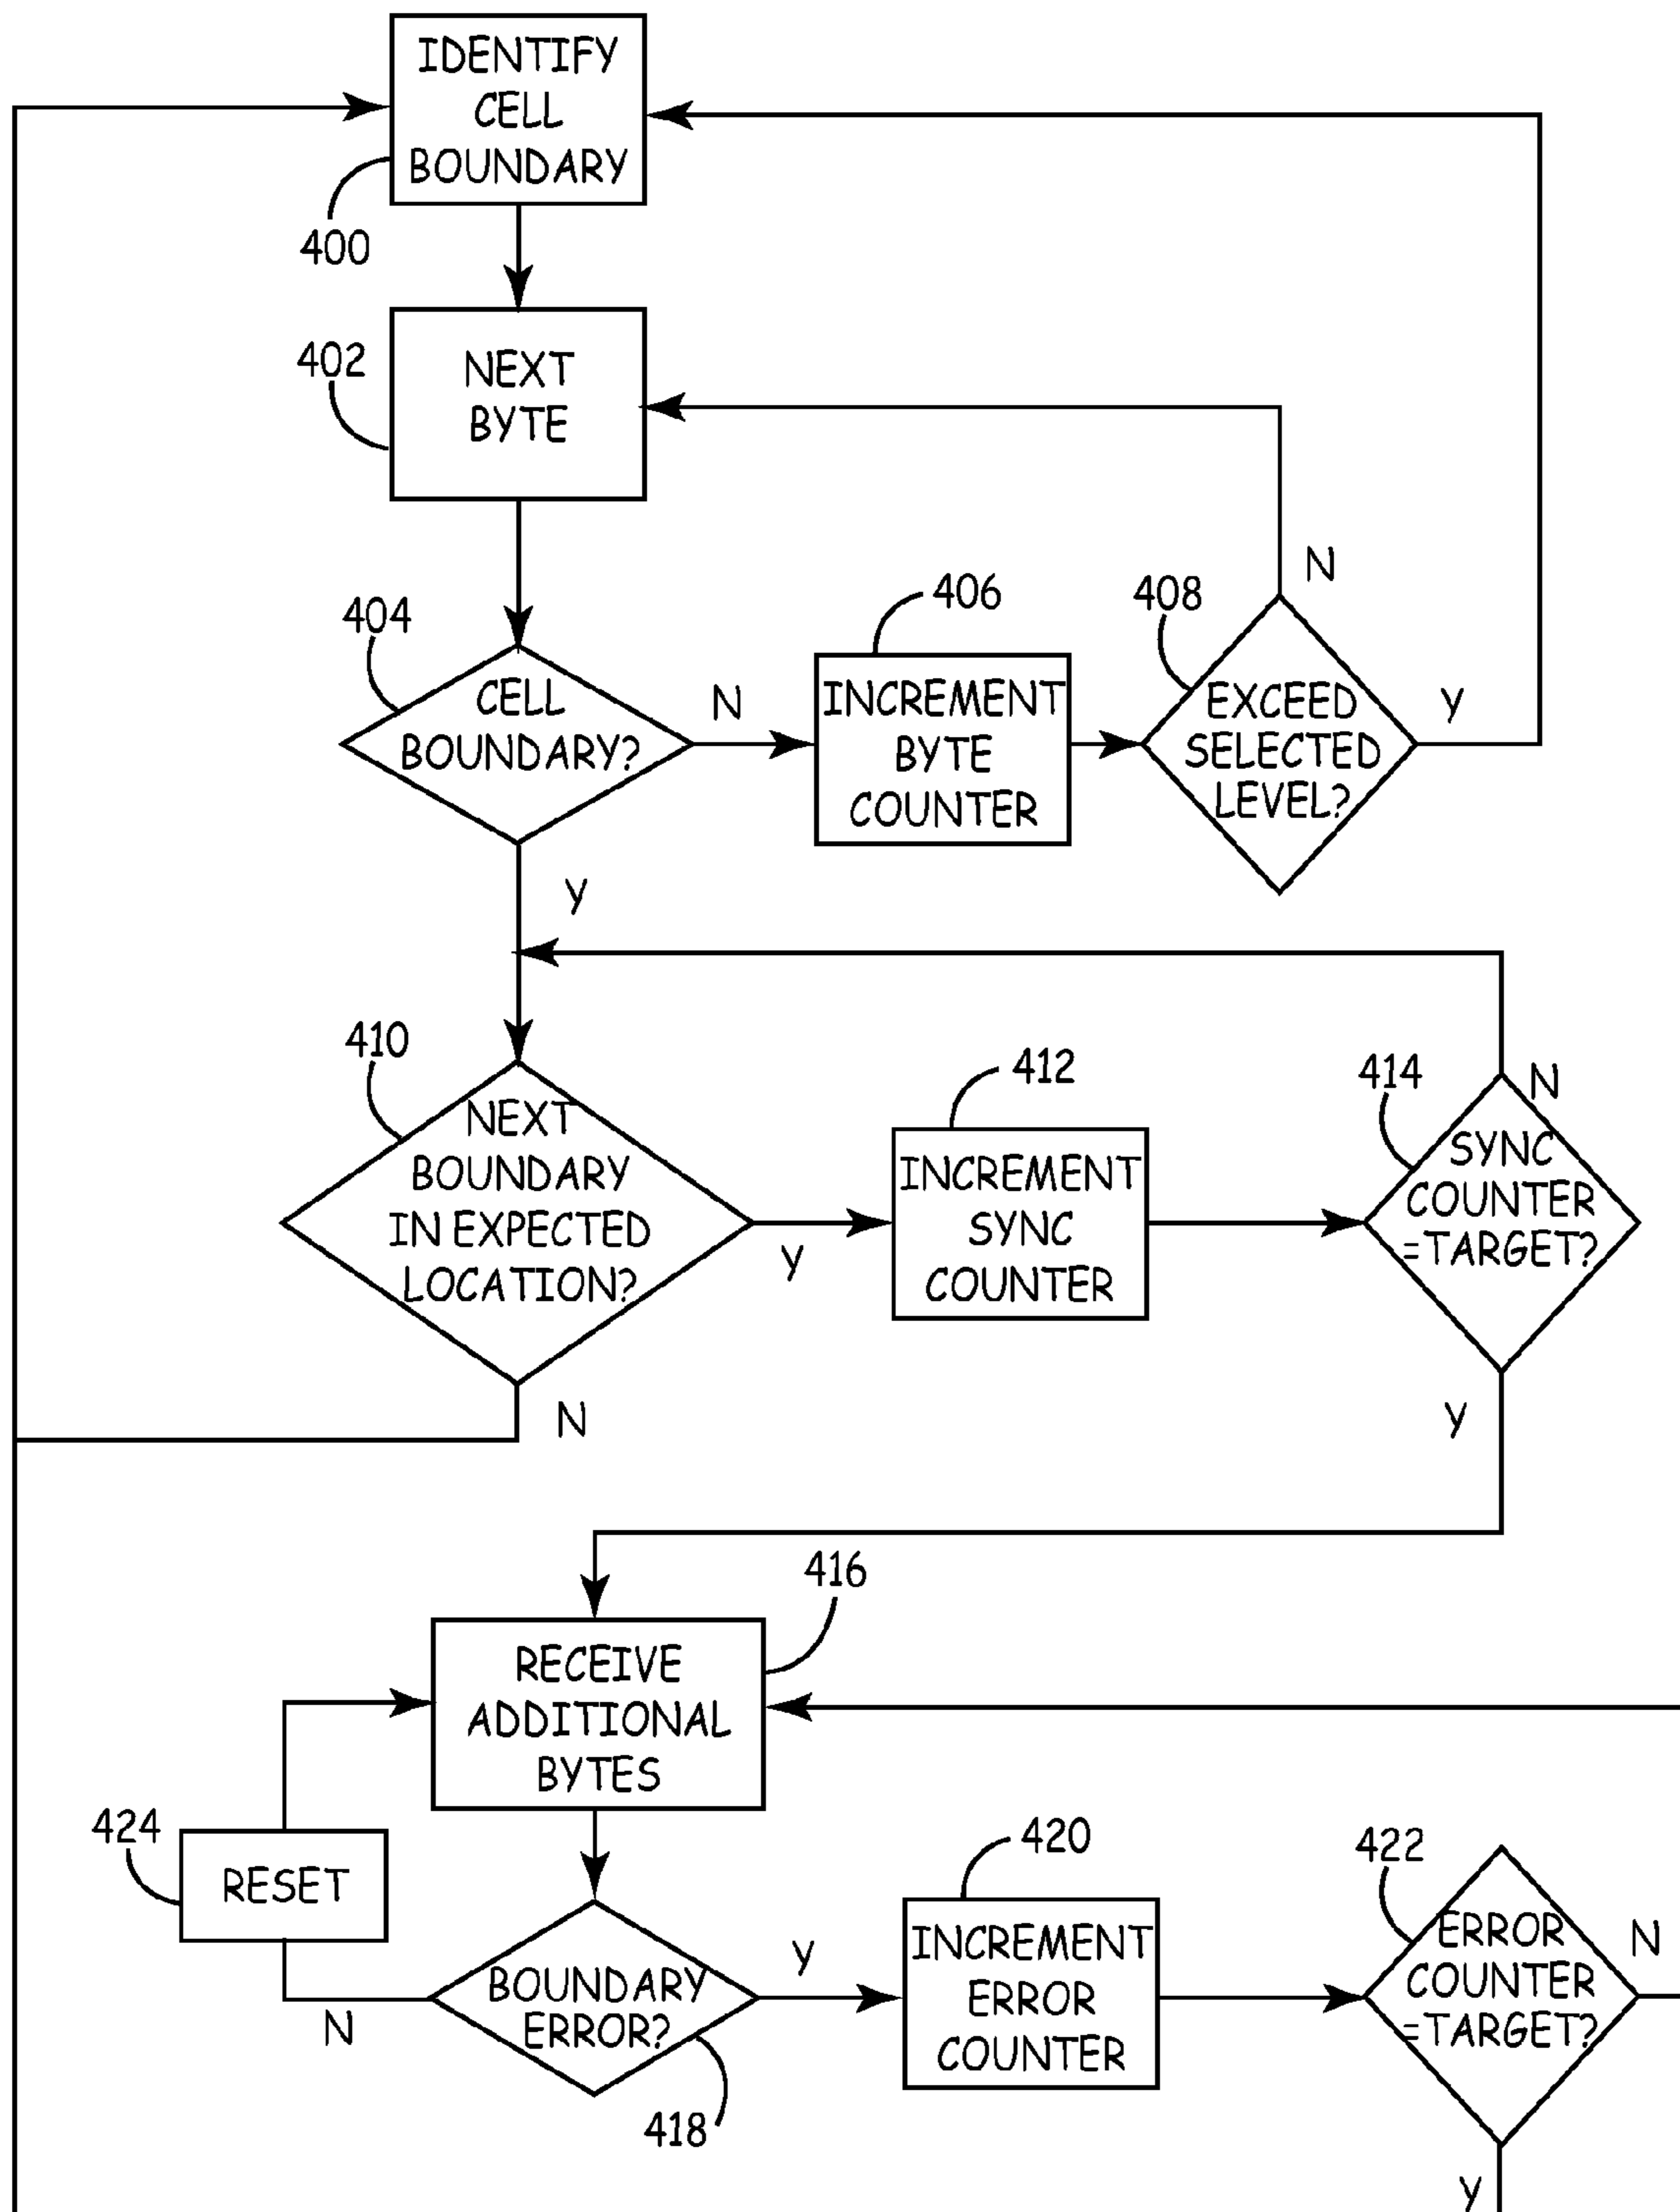 IDENTIFY
CELL
BOUNDARY
400
402
NEXT
BYTE
N
404
406
408
CELL
BOUNDARY?
N
INCREMENT
BYTE
COUNTER
EXCEED
SELECTED
LEVEL?
Y
Y
410
412
414
N
NEXT
BOUNDARY
IN EXPECTED
LOCATION?
Y
INCREMENT
SYNC
COUNTER
SYNC
COUNTER
=TARGET?
N
Y
416
RECEIVE
ADDITIONAL
BYTES
424
RESET
420
422
BOUNDARY
ERROR?
Y
N
INCREMENT
ERROR
COUNTER
ERROR
COUNTER
=TARGET?
N
418
Y